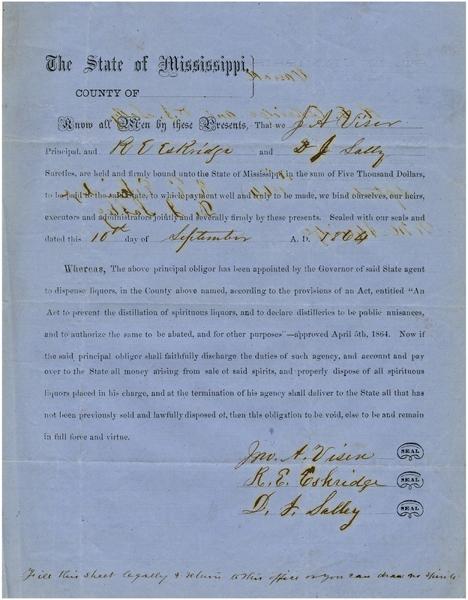 The State of Mississippi,
COUNTY OF
Know all Men by these Presents, That we J A Visen
Principal, and R E Eskridge and D J Salley
Sureties, are held and firmly bound unto the State of Mississippi in the sum of Five Thousand Dollars,
to be paid to the said state, to which payment well and truly to be made, we bind ourselves, our heirs,
executors and administrators jointly and severally firmly by these presents. Sealed with our seals and
dated this 10th day of September A. D. 1864
Whereas, The above principal obligor has been appointed by the Governor of said State agent
to dispense liquors, in the County above named, according to the provisions of an Act, entitled "An
Act to prevent the distillation of spirituous liquors, and to declare distilleries to be public nuisances,
and to authorize the same to be abated, and for other purposes"—approved April 5th, 1864. Now if
the said principal obligor shall faithfully discharge the duties of such agency, and account and pay
over to the State all money arising from sale of said spirits, and properly dispose of all spirituous
liquors placed in his charge, and at the termination of his agency shall deliver to the State all that has
not been previously sold and lawfully disposed of, then this obligation to be void, else to be and remain
in full force and virtue.
Jno. A. Visen SEAL
R. E. Eskridge SEAL
D. J. Salley SEAL
Fill this sheet legally & return to this office or you can draw no spirits